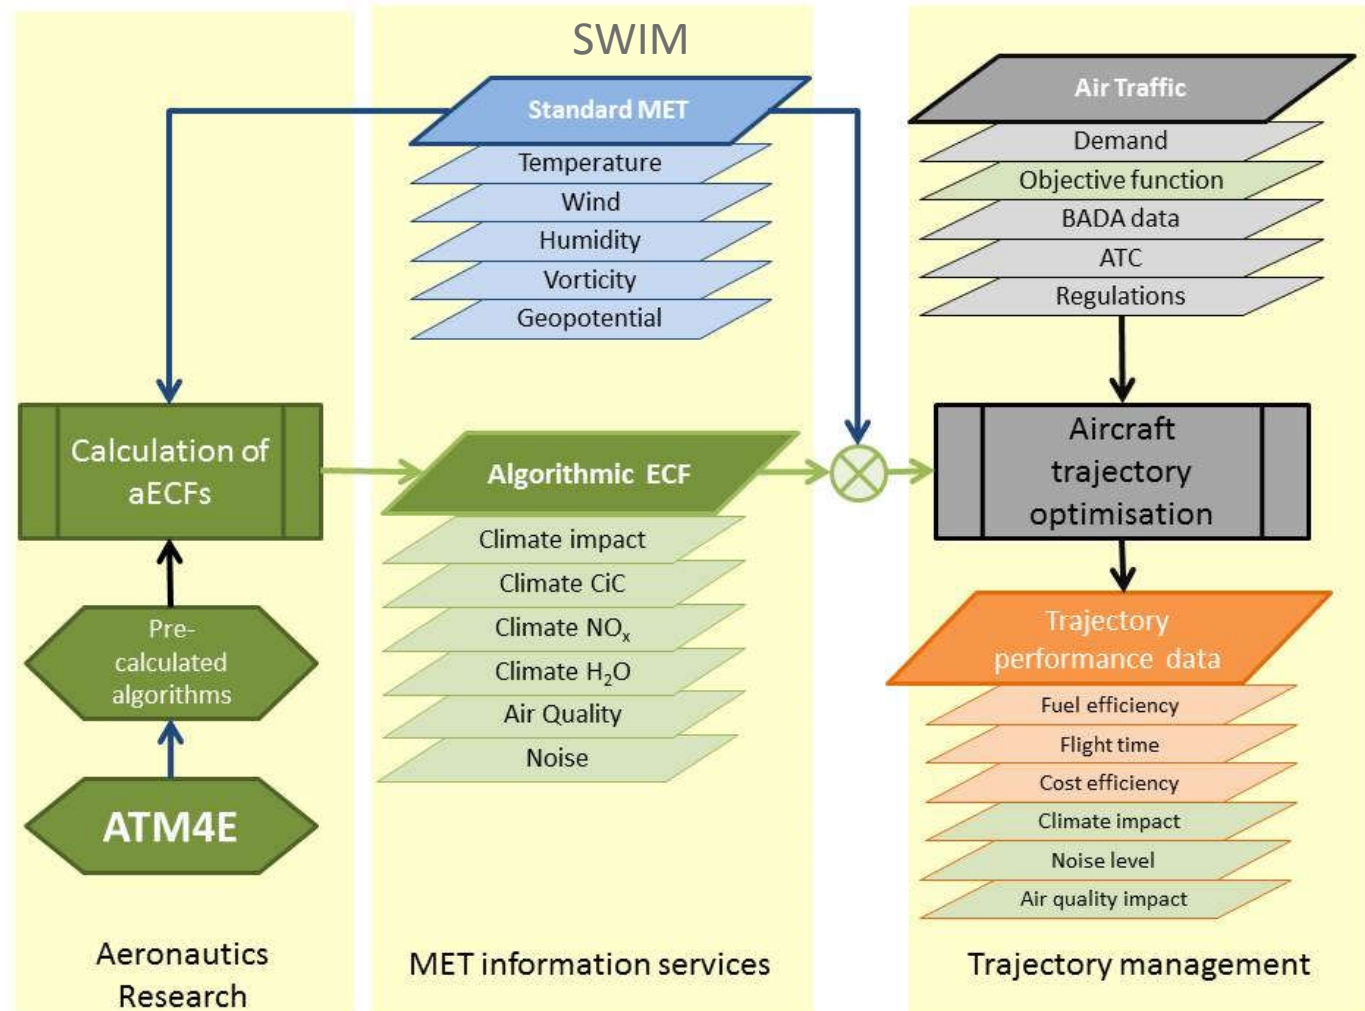 SWIM
Standard MET
Temperature
Wind
Humidity
Vorticity
Geopotential
Air Traffic
Demand
Objective function
BADA data
ATC
Regulations
Calculation of
aECFs
Pre-
calculated
algorithms
ATM4E
Algorithmic ECF
Climate impact
Climate CiC
Climate NOₓ
Climate H₂O
Air Quality
Noise
Aircraft
trajectory
optimisation
Trajectory
performance data
Fuel efficiency
Flight time
Cost efficiency
Climate impact
Noise level
Air quality impact
Aeronautics
Research
MET information services
Trajectory management